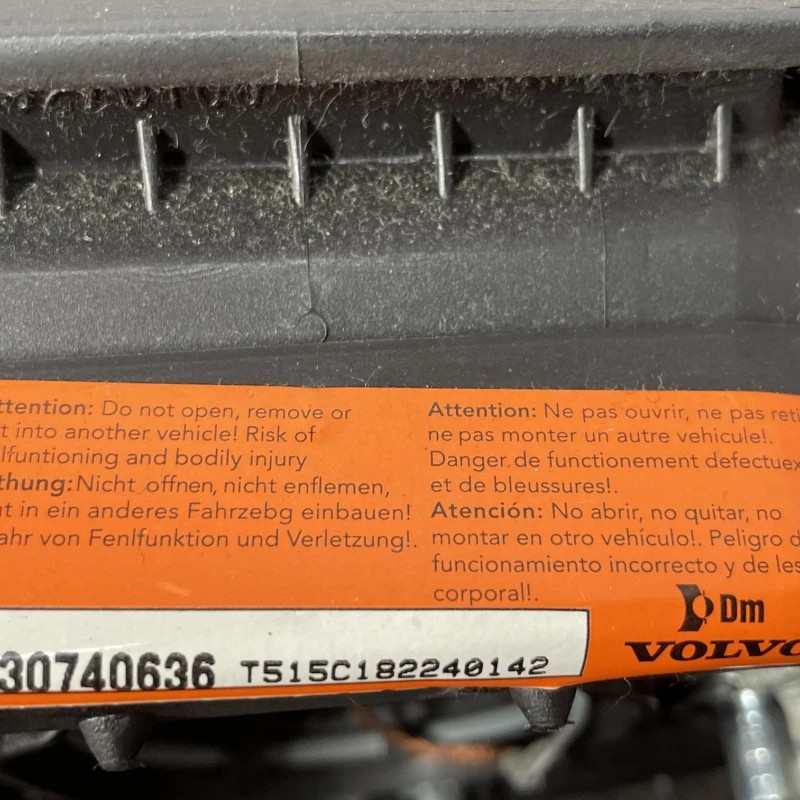 ttention: Do not open, remove or
t into another vehicle! Risk of
lfuntioning and bodily injury
thung: Nicht offnen, nicht enflemen,
ut in ein anderes Fahrzebg einbauen!
ahr von Fenlfunktion und Verletzung!.
Attention: Ne pas ouvrir, ne pas reti
ne pas monter un autre vehicule!.
Danger de functionement defectuex
et de bleussures!.
Atención: No abrir, no quitar, no
montar en otro vehículo!. Peligro d
funcionamiento incorrecto y de les
corporal!.
Dm
VOLVO
30740636 T515C182240142